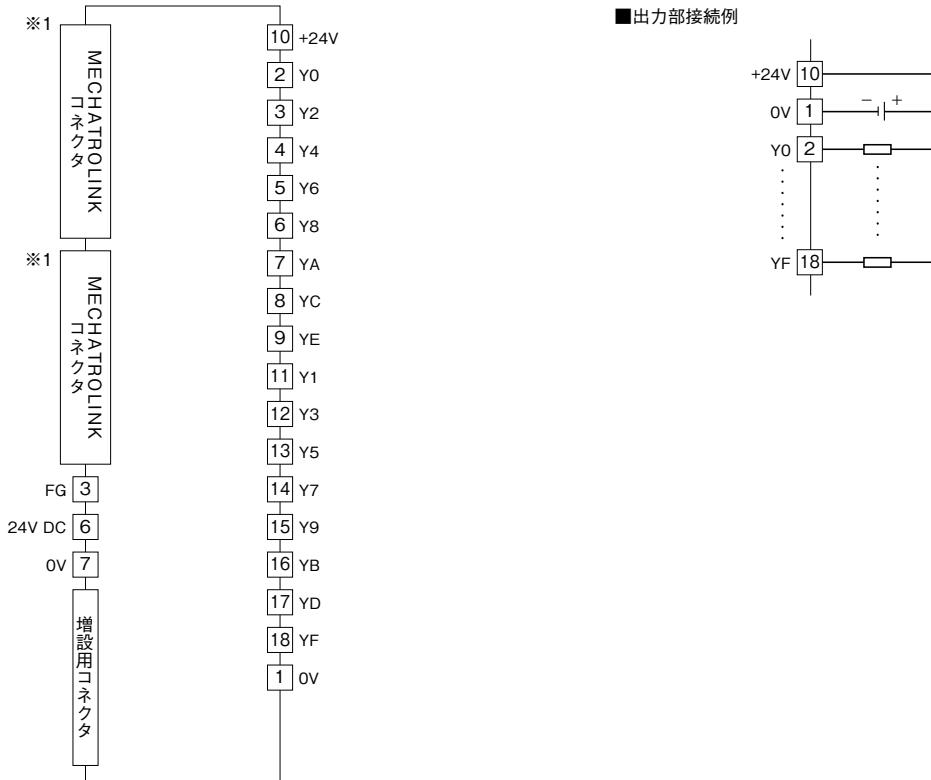 ※1
MECHATROLINK
コネクタ
※1
MECHATROLINK
コネクタ
FG 3
24V DC 6
0V 7
増設用コネクタ
10 +24V
2 Y0
3 Y2
4 Y4
5 Y6
6 Y8
7 YA
8 YC
9 YE
11 Y1
12 Y3
13 Y5
14 Y7
15 Y9
16 YB
17 YD
18 YF
1 0V
■出力部接続例
+24V 10
0V 1 − +
Y0 2
YF 18